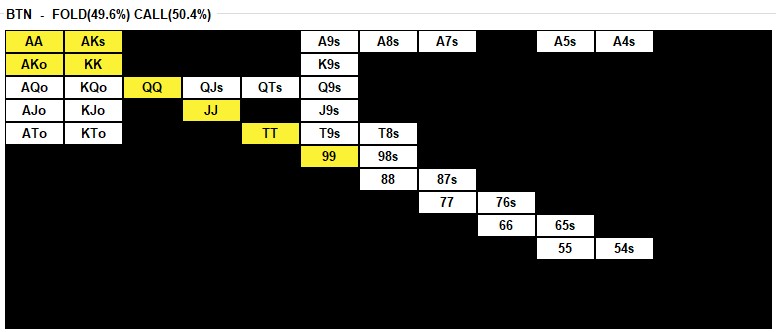 BTN - FOLD(49.6%) CALL(50.4%)
AA AKs A9s A8s A7s A5s A4s
AKo KK K9s
AQo KQo QQ QJs QTs Q9s
AJo KJo JJ J9s
ATo KTo TT T9s T8s
99 98s
88 87s
77 76s
66 65s
55 54s